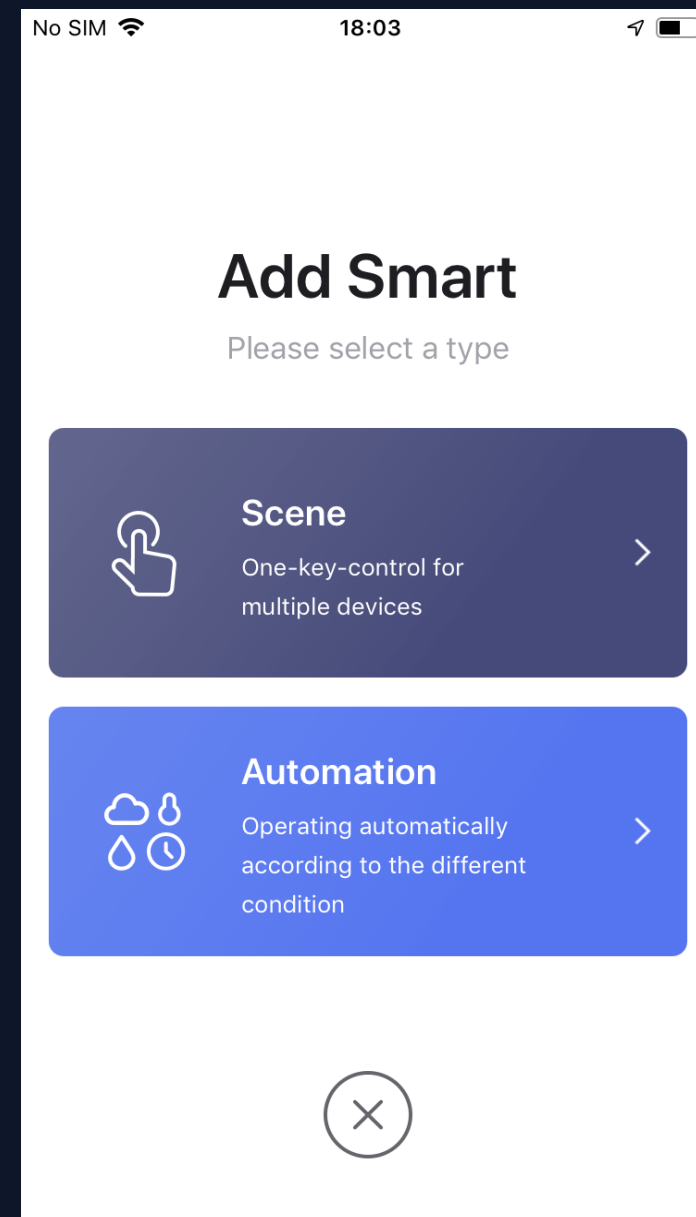 No SIM 18:03
Add Smart
Please select a type
Scene
One-key-control for
multiple devices
Automation
Operating automatically
according to the different
condition